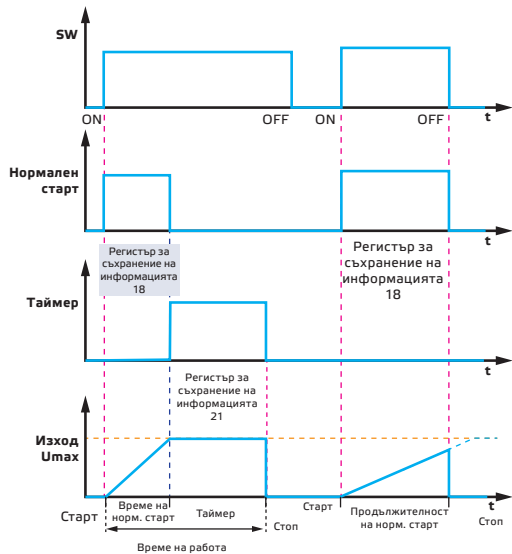 SW
ON
OFF
ON
OFF
t
Нормален
старт
t
Регистър за
съхранение на
информацията
18
Регистър за
съхранение на
информацията
18
Таймер
t
Регистър за
съхранение на
информацията
21
Изход
Umax
t
Старт
Време на
норм. старт
Таймер
Стоп
Старт
Продължителност
на норм. старт
Стоп
Време на работа